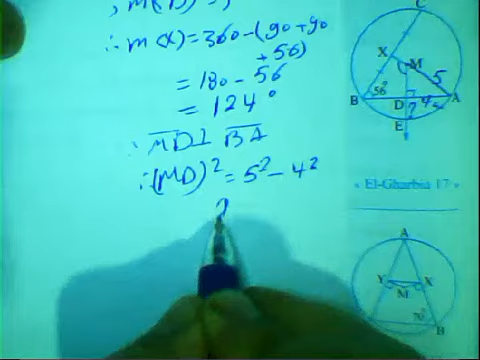 ∴ m(X) = 360 - (90 + 90 + 56)
= 180 - 56
= 124°
∴ MD ⊥ BA
∴ (MD)² = 5² - 4²
C
X
M
5
56°
B
D
4
A
?
E
« El-Gharbia 17 »
A
Y
X
M
70°
B